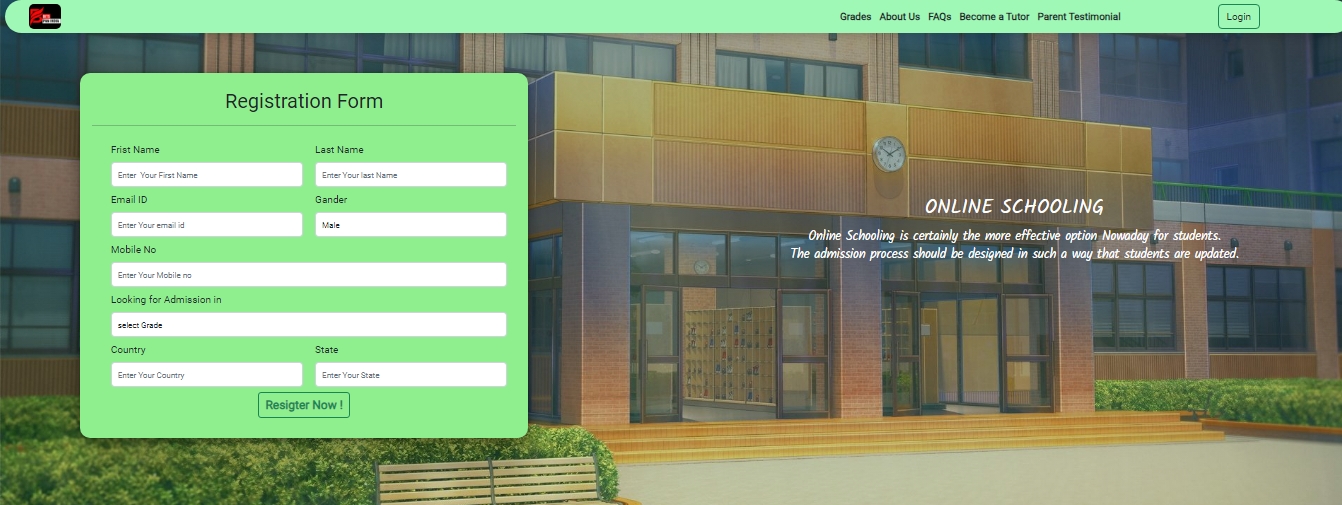 Grades About Us FAQs Become a Tutor Parent Testimonial Login
Registration Form
Frist Name Last Name
Enter Your First Name Enter Your last Name
Email ID Gander
Enter Your email id Male
Mobile No
Enter Your Mobile no
Looking for Admission in
select Grade
Country State
Enter Your Country Enter Your State
Resigter Now !
ONLINE SCHOOLING
Online Schooling is certainly the more effective option Nowaday for students.
The admission process should be designed in such a way that students are updated.